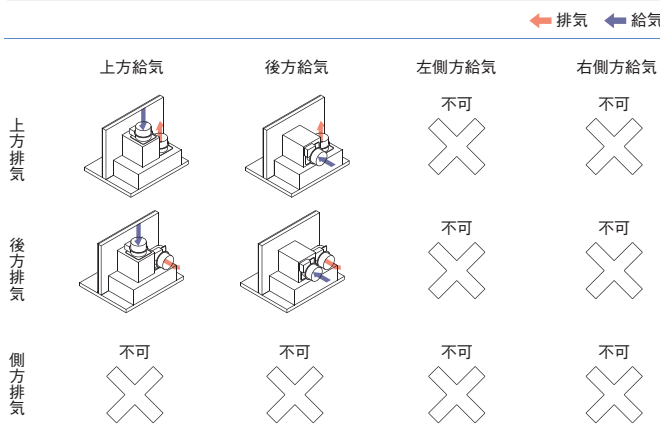 排気 給気
上方給気 後方給気 左側方給気 右側方給気
上方排気
不可 不可
後方排気
不可 不可
側方排気
不可 不可 不可 不可